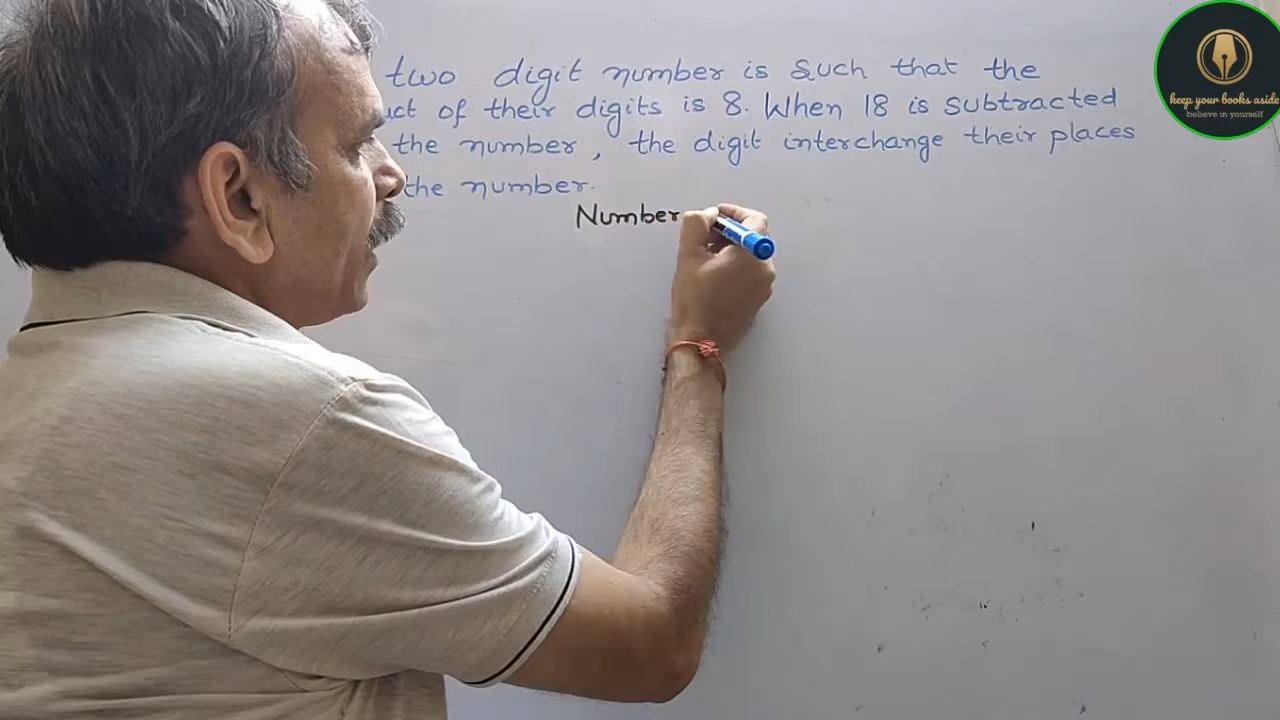 two digit number is such that the
uct of their digits is 8. When 18 is subtracted
the number, the digit interchange their places
the number.
Number
keep your books aside
believe in yourself